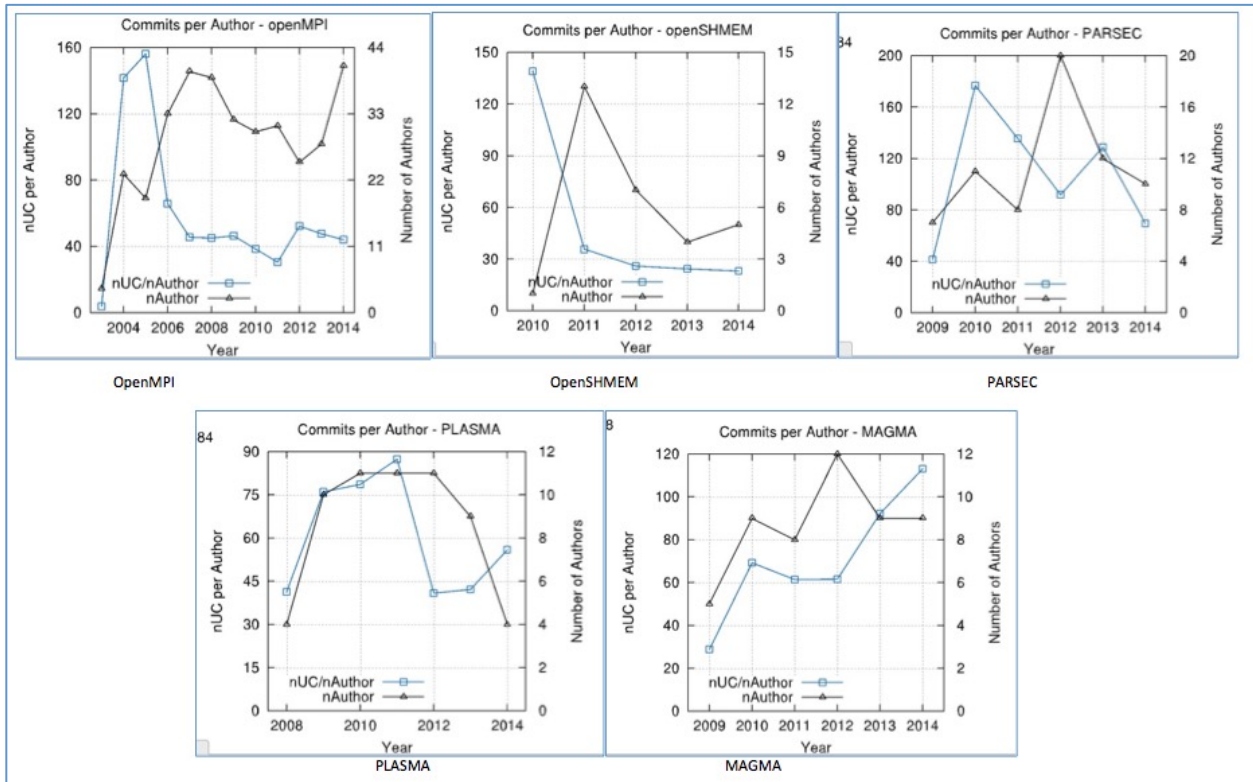 Commits per Author - openMPI
160
120
80
40
0
44
33
22
11
0
nUC per Author
Number of Authors
nUC/nAuthor
nAuthor
2004 2006 2008 2010 2012 2014
Year
OpenMPI
Commits per Author - openSHMEM
150
120
90
60
30
0
15
12
9
6
3
0
nUC per Author
Number of Authors
nUC/nAuthor
nAuthor
2010 2011 2012 2013 2014
Year
OpenSHMEM
84
Commits per Author - PARSEC
200
160
120
80
40
0
20
16
12
8
4
0
nUC per Author
Number of Authors
nUC/nAuthor
nAuthor
2009 2010 2011 2012 2013 2014
Year
PARSEC
84
Commits per Author - PLASMA
90
75
60
45
30
15
0
12
10
8
6
4
2
0
nUC per Author
Number of Authors
nUC/nAuthor
nAuthor
2008 2010 2012 2014
Year
PLASMA
8
Commits per Author - MAGMA
120
100
80
60
40
20
0
12
10
8
6
4
2
0
nUC per Author
Number of Authors
nUC/nAuthor
nAuthor
2009 2010 2011 2012 2013 2014
Year
MAGMA